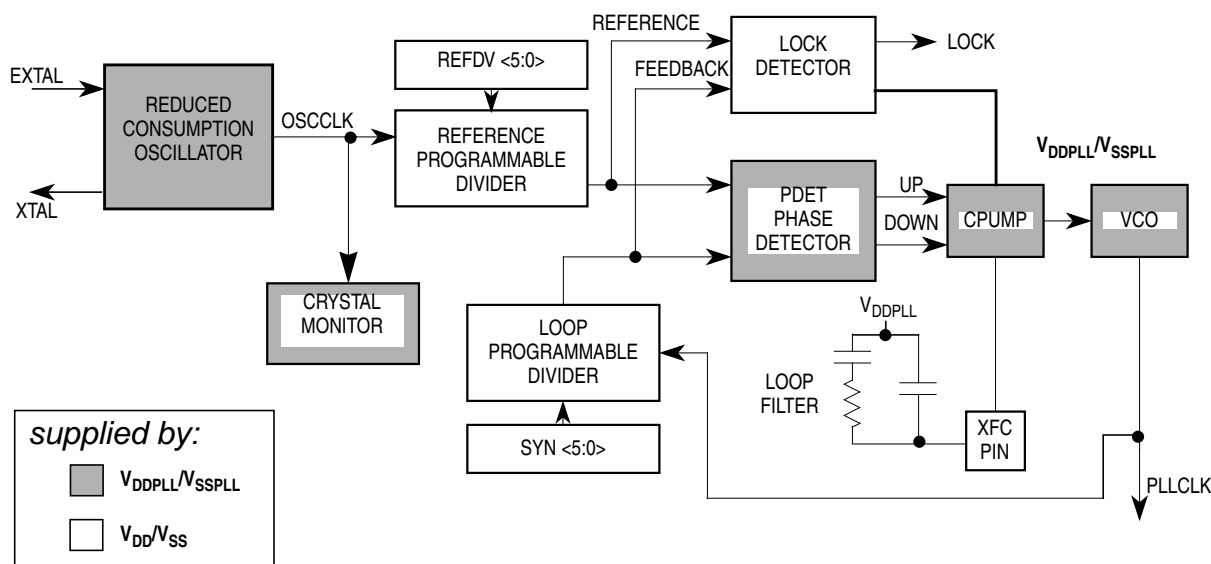 REFERENCE
REFDV <5:0>
LOCK
DETECTOR
LOCK
FEEDBACK
EXTAL
REDUCED
CONSUMPTION
OSCILLATOR
OSCCLK
REFERENCE
PROGRAMMABLE
DIVIDER
XTAL
PDET
PHASE
DETECTOR
UP
DOWN
CPUMP
VDDPLL/VSSPLL
VCO
CRYSTAL
MONITOR
LOOP
PROGRAMMABLE
DIVIDER
SYN <5:0>
VDDPLL
LOOP
FILTER
XFC
PIN
PLLCLK
supplied by:
VDDPLL/VSSPLL
VDD/VSS